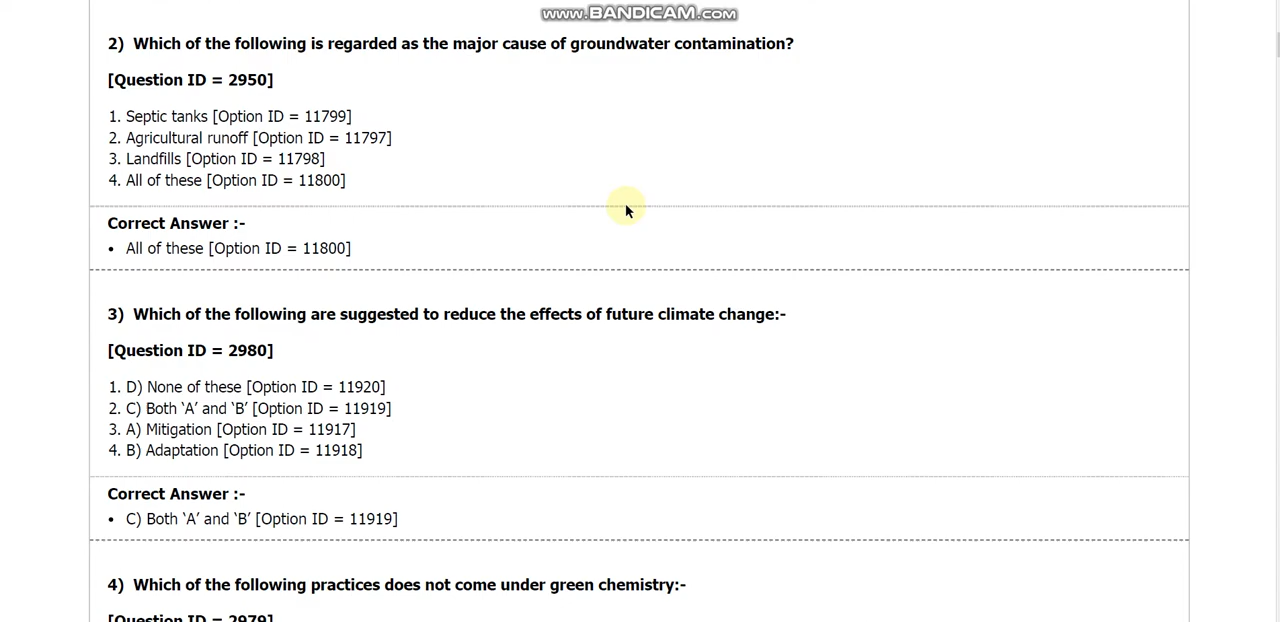 www.BANDICAM.com
2) Which of the following is regarded as the major cause of groundwater contamination?
[Question ID = 2950]
1. Septic tanks [Option ID = 11799]
2. Agricultural runoff [Option ID = 11797]
3. Landfills [Option ID = 11798]
4. All of these [Option ID = 11800]
Correct Answer :-
• All of these [Option ID = 11800]
3) Which of the following are suggested to reduce the effects of future climate change:-
[Question ID = 2980]
1. D) None of these [Option ID = 11920]
2. C) Both ‘A’ and ‘B’ [Option ID = 11919]
3. A) Mitigation [Option ID = 11917]
4. B) Adaptation [Option ID = 11918]
Correct Answer :-
• C) Both ‘A’ and ‘B’ [Option ID = 11919]
4) Which of the following practices does not come under green chemistry:-
[Question ID = 2979]